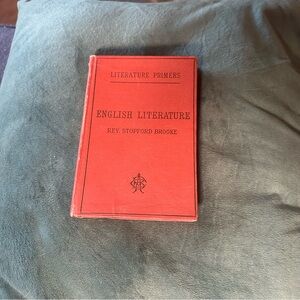 LITERATURE PRIMERS
ENGLISH LITERATURE
REV. STOPFORD BROOKE